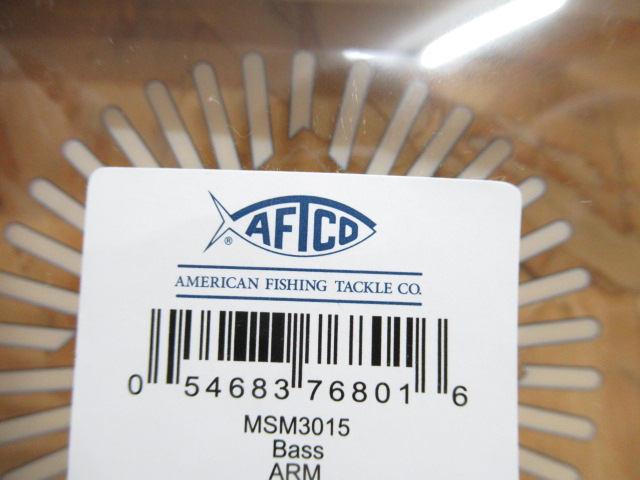 AFTCO®
AMERICAN FISHING TACKLE CO.
0 54683 76801 6
MSM3015
Bass
ARM